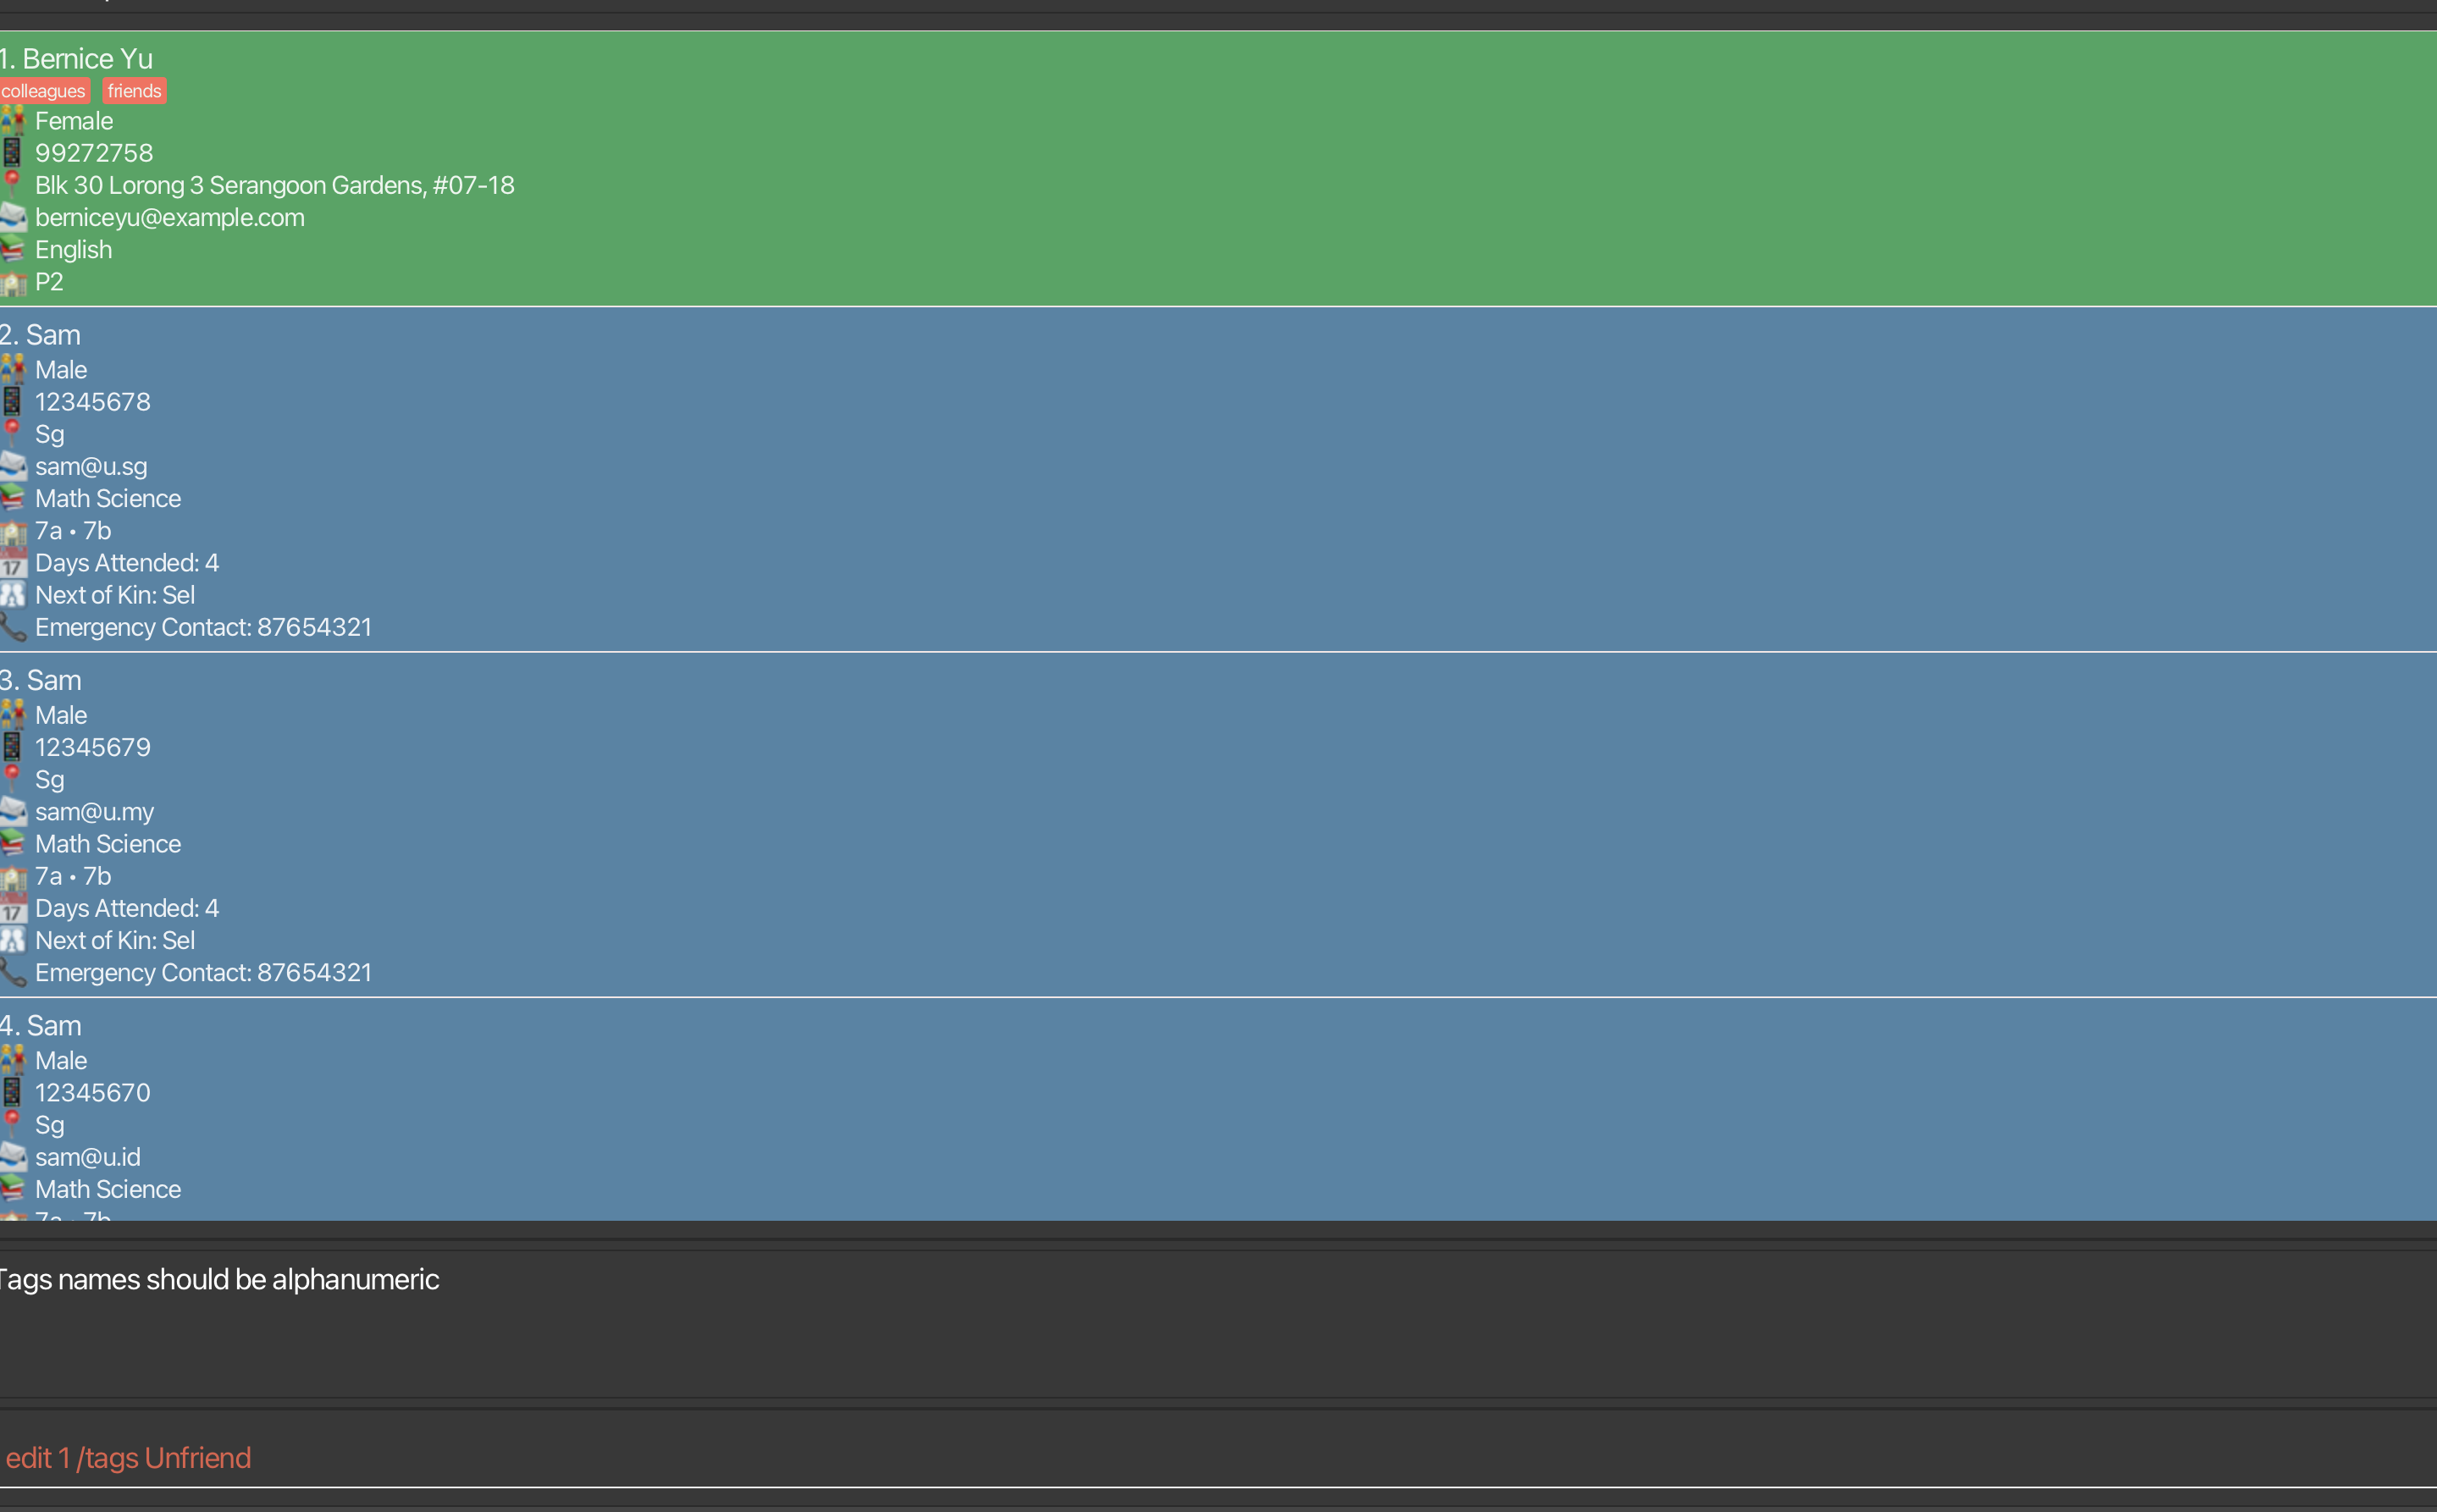 1. Bernice Yu
colleagues friends
Female
99272758
Blk 30 Lorong 3 Serangoon Gardens, #07-18
berniceyu@example.com
English
P2
2. Sam
Male
12345678
Sg
sam@u.sg
Math Science
7a • 7b
17 Days Attended: 4
Next of Kin: Sel
Emergency Contact: 87654321
3. Sam
Male
12345679
Sg
sam@u.my
Math Science
7a • 7b
17 Days Attended: 4
Next of Kin: Sel
Emergency Contact: 87654321
4. Sam
Male
12345670
Sg
sam@u.id
Math Science
7a • 7b
Tags names should be alphanumeric
edit 1 /tags Unfriend